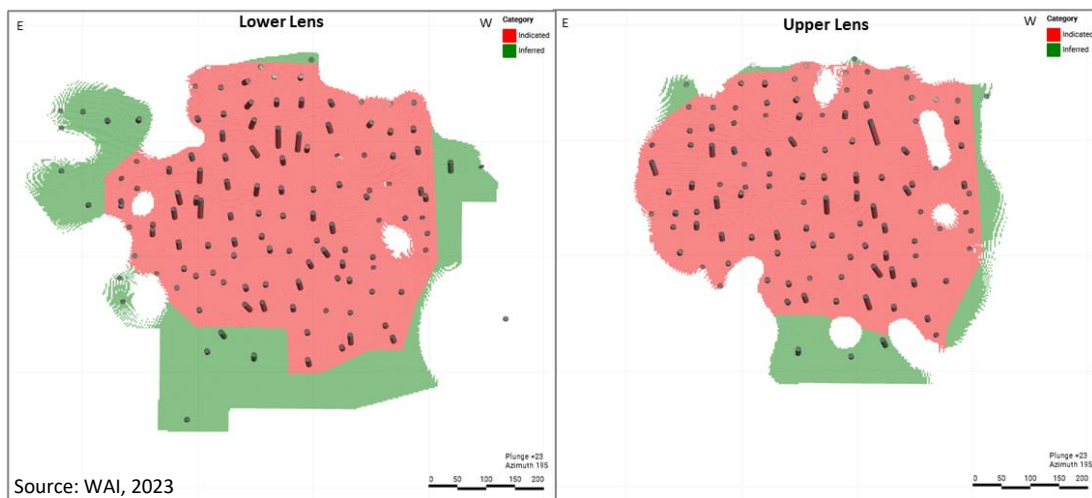 E
Lower Lens
W
Category
Indicated
Inferred
Plunge +23
Azimuth 195
0 50 100 150 200
Source: WAI, 2023
E
Upper Lens
W
Category
Indicated
Inferred
Plunge +23
Azimuth 195
0 50 100 150 200